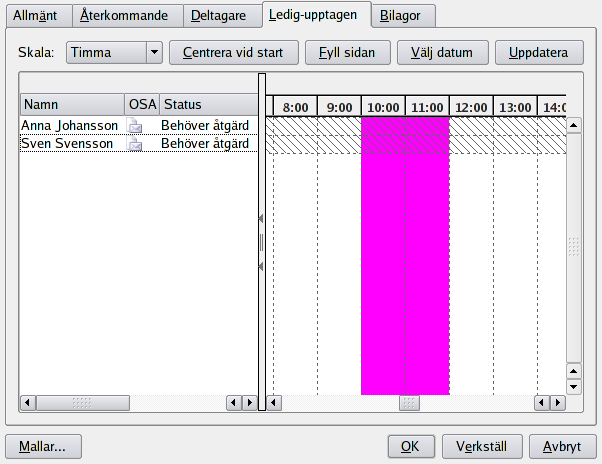 Allmänt Återkommande Deltagare Ledig-upptagen Bilagor
Skala: Timma Centrera vid start Fyll sidan Välj datum Uppdatera
Namn OSA Status 8:00 9:00 10:00 11:00 12:00 13:00 14:0
Anna Johansson Behöver åtgärd
Sven Svensson Behöver åtgärd
Mallar... OK Verkställ Avbryt